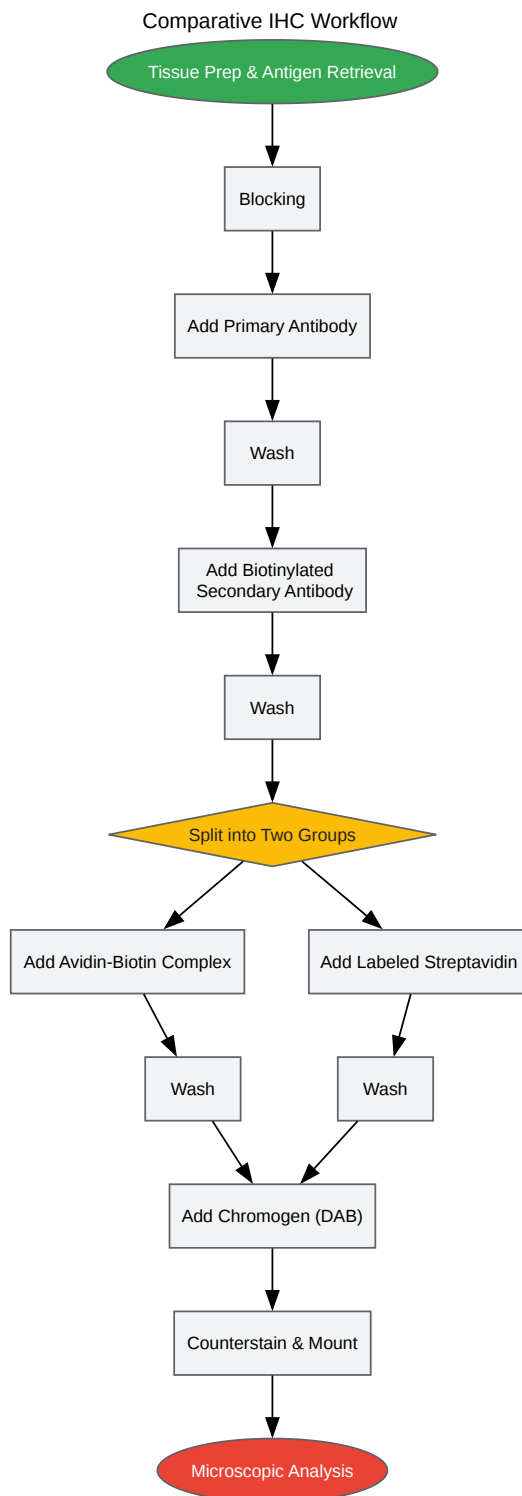 Comparative IHC Workflow
Tissue Prep & Antigen Retrieval
Blocking
Add Primary Antibody
Wash
Add Biotinylated
Secondary Antibody
Wash
Split into Two Groups
Add Avidin-Biotin Complex
Add Labeled Streptavidin
Wash
Wash
Add Chromogen (DAB)
Counterstain & Mount
Microscopic Analysis